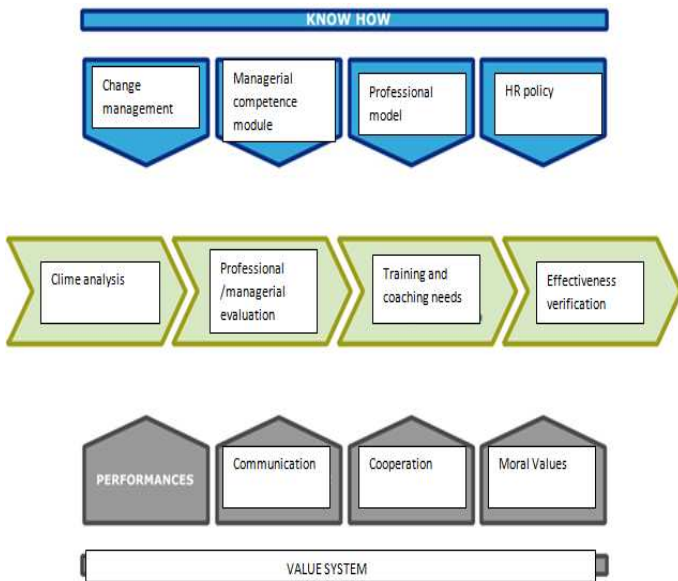 KNOW HOW
Change
management
Managerial
competence
module
Professional
model
HR policy
Clime analysis
Professional
/managerial
evaluation
Training and
coaching needs
Effectiveness
verification
PERFORMANCES
Communication
Cooperation
Moral Values
VALUE SYSTEM